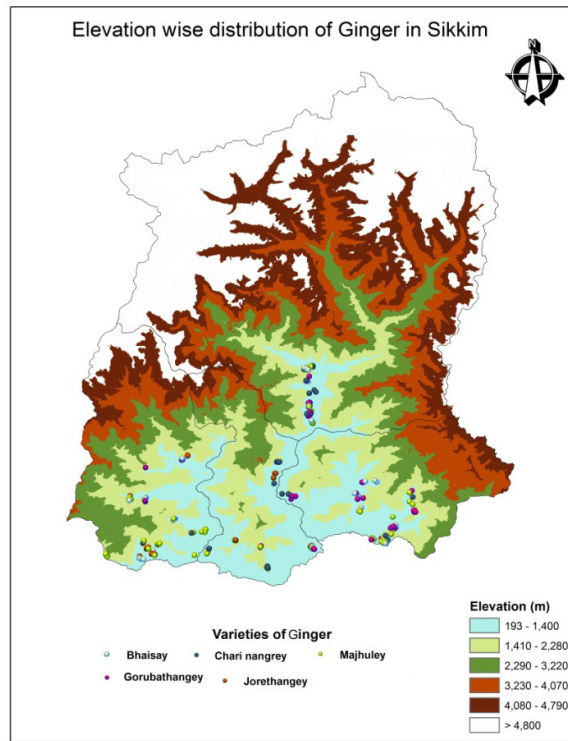 Elevation wise distribution of Ginger in Sikkim
N
Varieties of Ginger
Bhaisay
Chari nangrey
Majhuley
Gorubathangey
Jorethangey
Elevation (m)
193 - 1,400
1,410 - 2,280
2,290 - 3,220
3,230 - 4,070
4,080 - 4,790
> 4,800